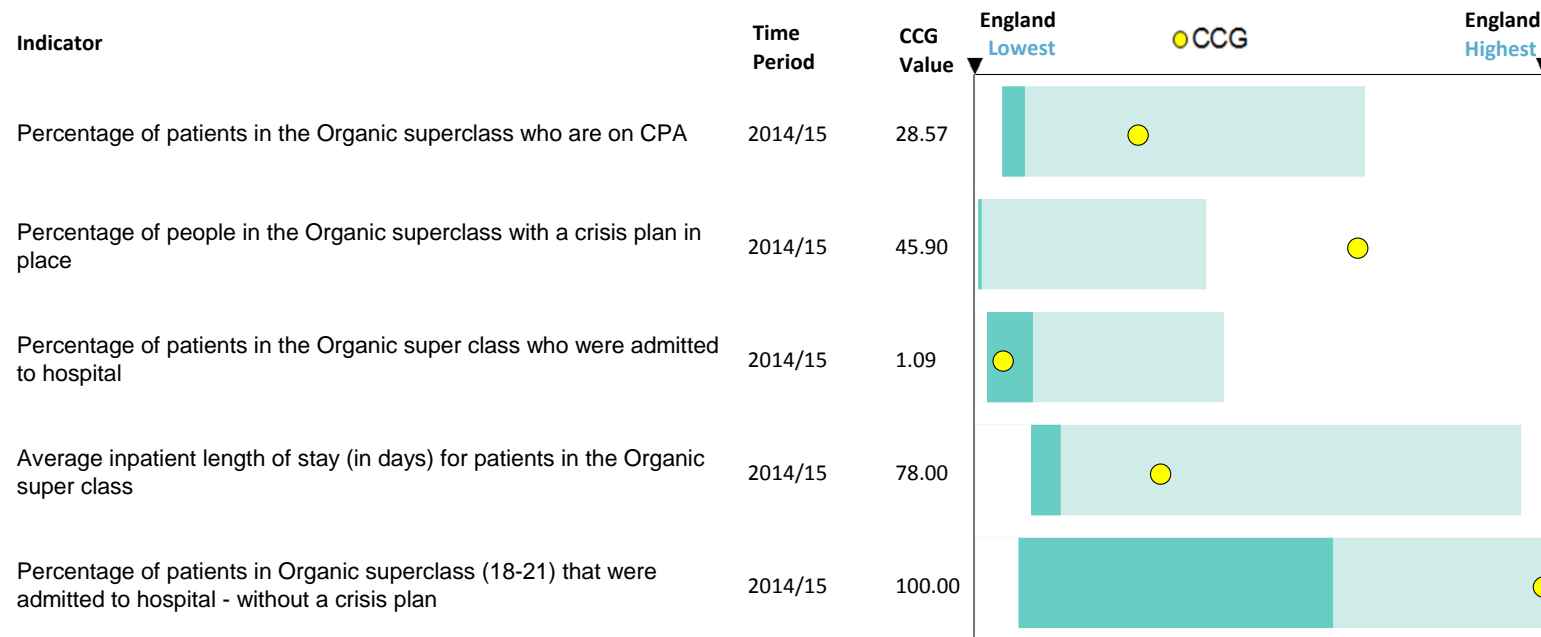 Indicator
Time
Period
CCG
Value
England
Lowest
CCG
England
Highest
Percentage of patients in the Organic superclass who are on CPA
2014/15
28.57
Percentage of people in the Organic superclass with a crisis plan in
place
2014/15
45.90
Percentage of patients in the Organic super class who were admitted
to hospital
2014/15
1.09
Average inpatient length of stay (in days) for patients in the Organic
super class
2014/15
78.00
Percentage of patients in Organic superclass (18-21) that were
admitted to hospital - without a crisis plan
2014/15
100.00